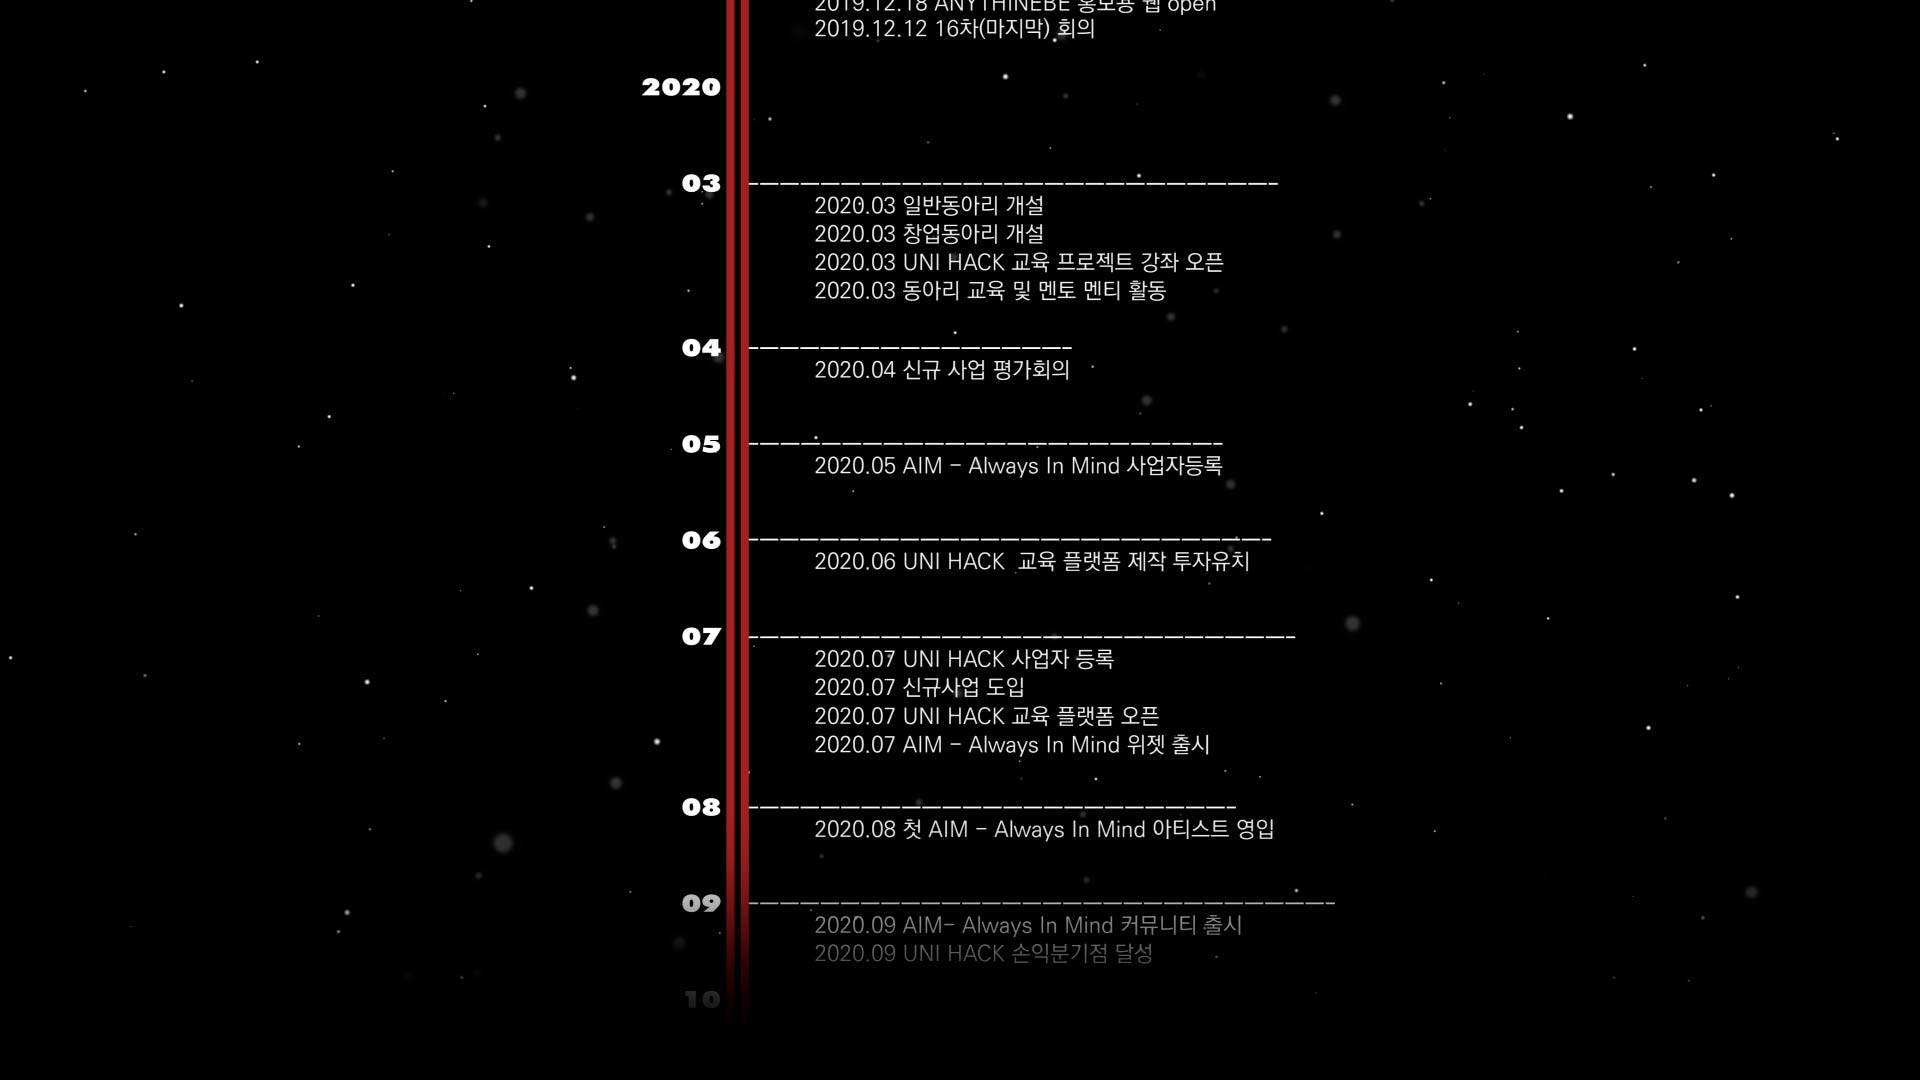 2019.12.18 ANYTHINEBE 홍보용 웹 open
2019.12.12 16차(마지막) 회의
2020
03
2020.03 일반동아리 개설
2020.03 창업동아리 개설
2020.03 UNI HACK 교육 프로젝트 강좌 오픈
2020.03 동아리 교육 및 멘토 멘티 활동
04
2020.04 신규 사업 평가회의
05
2020.05 AIM - Always In Mind 사업자등록
06
2020.06 UNI HACK 교육 플랫폼 제작 투자유치
07
2020.07 UNI HACK 사업자 등록
2020.07 신규사업 도입
2020.07 UNI HACK 교육 플랫폼 오픈
2020.07 AIM - Always In Mind 위젯 출시
08
2020.08 첫 AIM - Always In Mind 아티스트 영입
09
2020.09 AIM- Always In Mind 커뮤니티 출시
2020.09 UNI HACK 손익분기점 달성
10